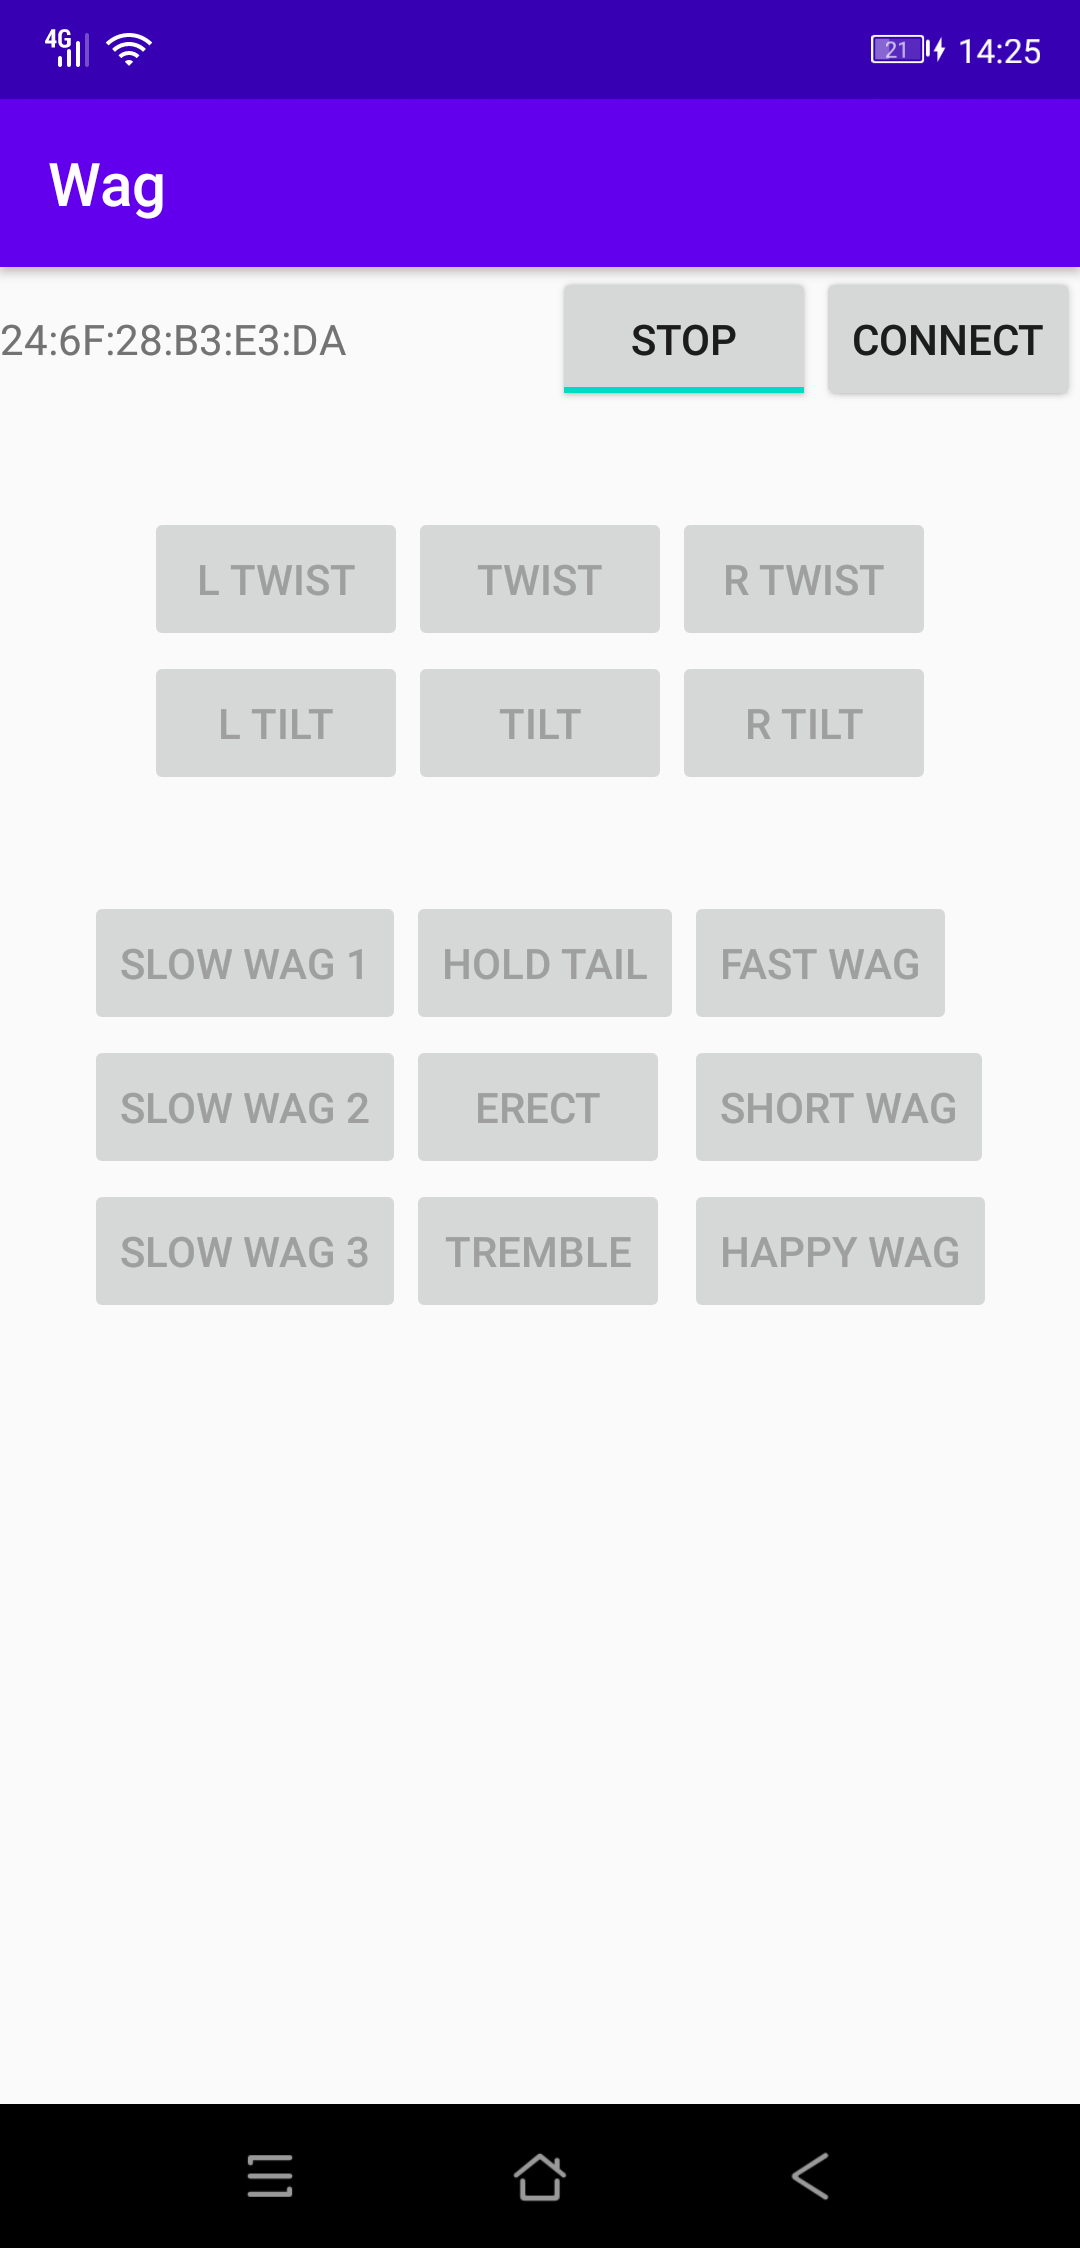 4G 21 14:25
Wag
24:6F:28:B3:E3:DA STOP CONNECT
L TWIST TWIST R TWIST
L TILT TILT R TILT
SLOW WAG 1 HOLD TAIL FAST WAG
SLOW WAG 2 ERECT SHORT WAG
SLOW WAG 3 TREMBLE HAPPY WAG